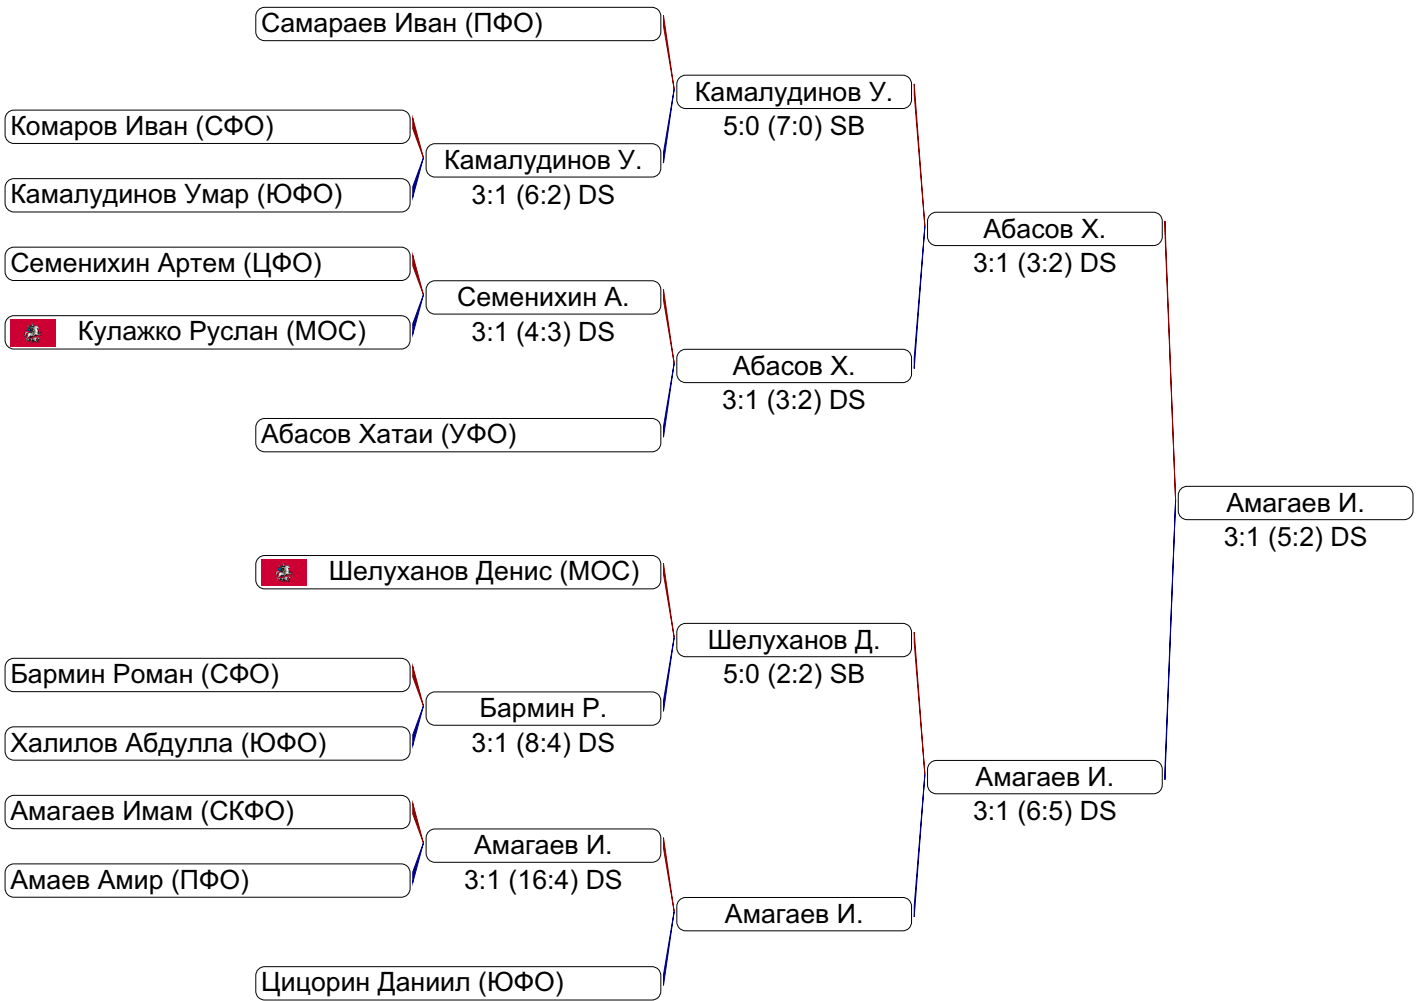 Самараев Иван (ПФО)
Камалудинов У.
5:0 (7:0) SB
Комаров Иван (СФО)
Камалудинов У.
3:1 (6:2) DS
Камалудинов Умар (ЮФО)
Абасов Х.
3:1 (3:2) DS
Семенихин Артем (ЦФО)
Семенихин А.
3:1 (4:3) DS
Кулажко Руслан (МОС)
Абасов Х.
3:1 (3:2) DS
Абасов Хатаи (УФО)
Амагаев И.
3:1 (5:2) DS
Шелуханов Денис (МОС)
Шелуханов Д.
5:0 (2:2) SB
Бармин Роман (СФО)
Бармин Р.
3:1 (8:4) DS
Халилов Абдулла (ЮФО)
Амагаев И.
3:1 (6:5) DS
Амагаев Имам (СКФО)
Амагаев И.
3:1 (16:4) DS
Амаев Амир (ПФО)
Амагаев И.
Цицорин Даниил (ЮФО)